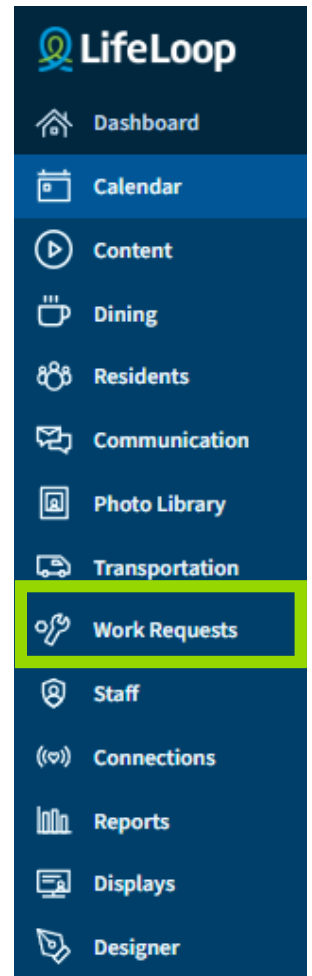 LifeLoop
Dashboard
Calendar
Content
Dining
Residents
Communication
Photo Library
Transportation
Work Requests
Staff
Connections
Reports
Displays
Designer